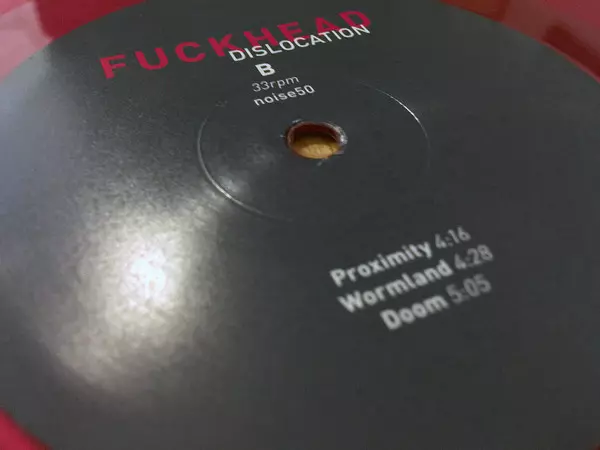 FUCKHEAD
DISLOCATION
B
33rpm
noise50
Proximity 4:16
Wormland 4:28
Doom 5:05